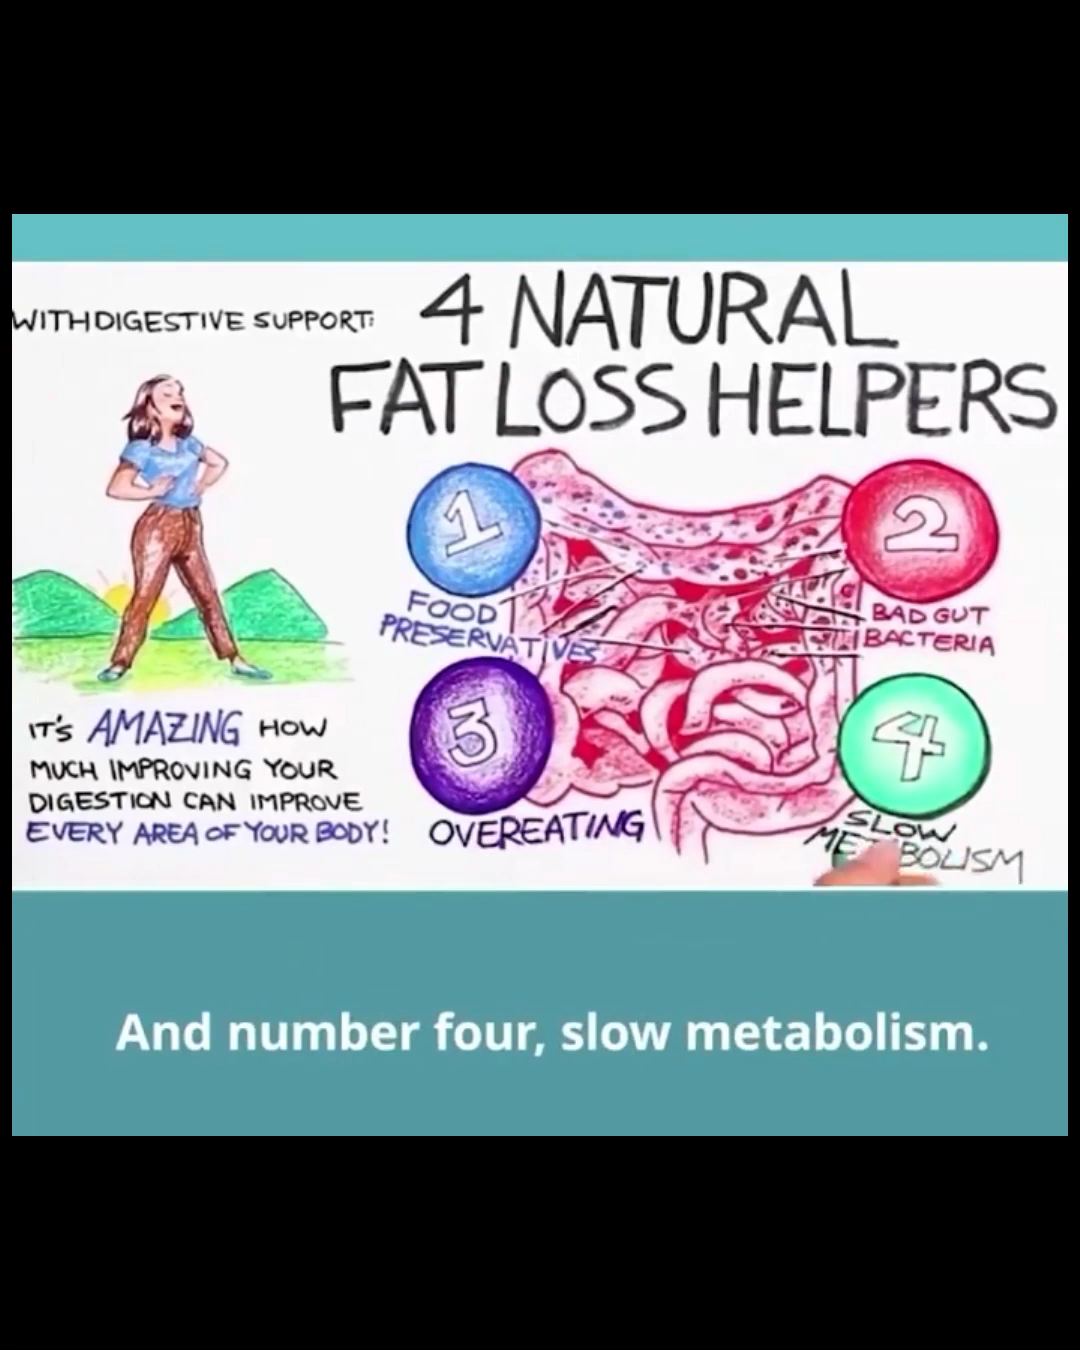 WITH DIGESTIVE SUPPORT:
4 NATURAL
FAT LOSS HELPERS
1
FOOD
PRESERVATIVES
2
BAD GUT
BACTERIA
3
OVEREATING
4
SLOW
METABOLISM
IT'S AMAZING HOW
MUCH IMPROVING YOUR
DIGESTION CAN IMPROVE
EVERY AREA OF YOUR BODY!
And number four, slow metabolism.